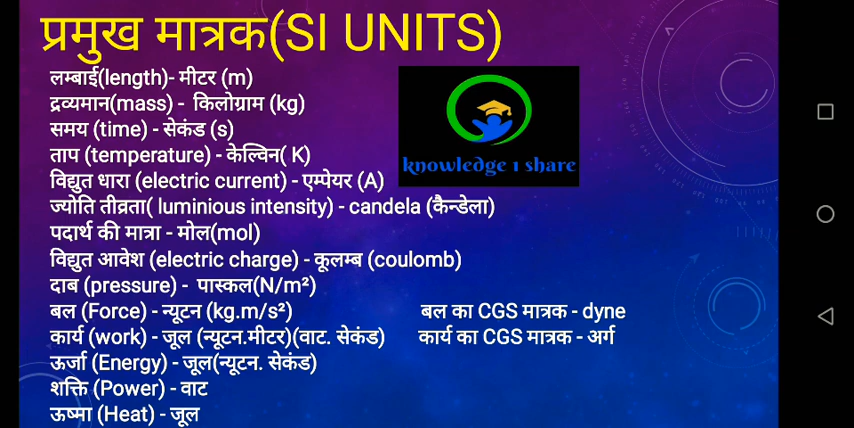 प्रमुख मात्रक(SI UNITS)
लम्बाई(length)- मीटर (m)
द्रव्यमान(mass) - किलोग्राम (kg)
समय (time) - सेकंड (s)
ताप (temperature) - केल्विन( K)
विद्युत धारा (electric current) - एम्पेयर (A)
knowledge 1 share
ज्योति तीव्रता( luminious intensity) - candela (कैन्डेला)
पदार्थ की मात्रा - मोल(mol)
विद्युत आवेश (electric charge) - कूलम्ब (coulomb)
दाब (pressure) - पास्कल(N/m²)
बल (Force) - न्यूटन (kg.m/s²) बल का CGS मात्रक - dyne
कार्य (work) - जूल (न्यूटन.मीटर)(वाट. सेकंड) कार्य का CGS मात्रक - अर्ग
ऊर्जा (Energy) - जूल(न्यूटन. सेकंड)
शक्ति (Power) - वाट
ऊष्मा (Heat) - जूल